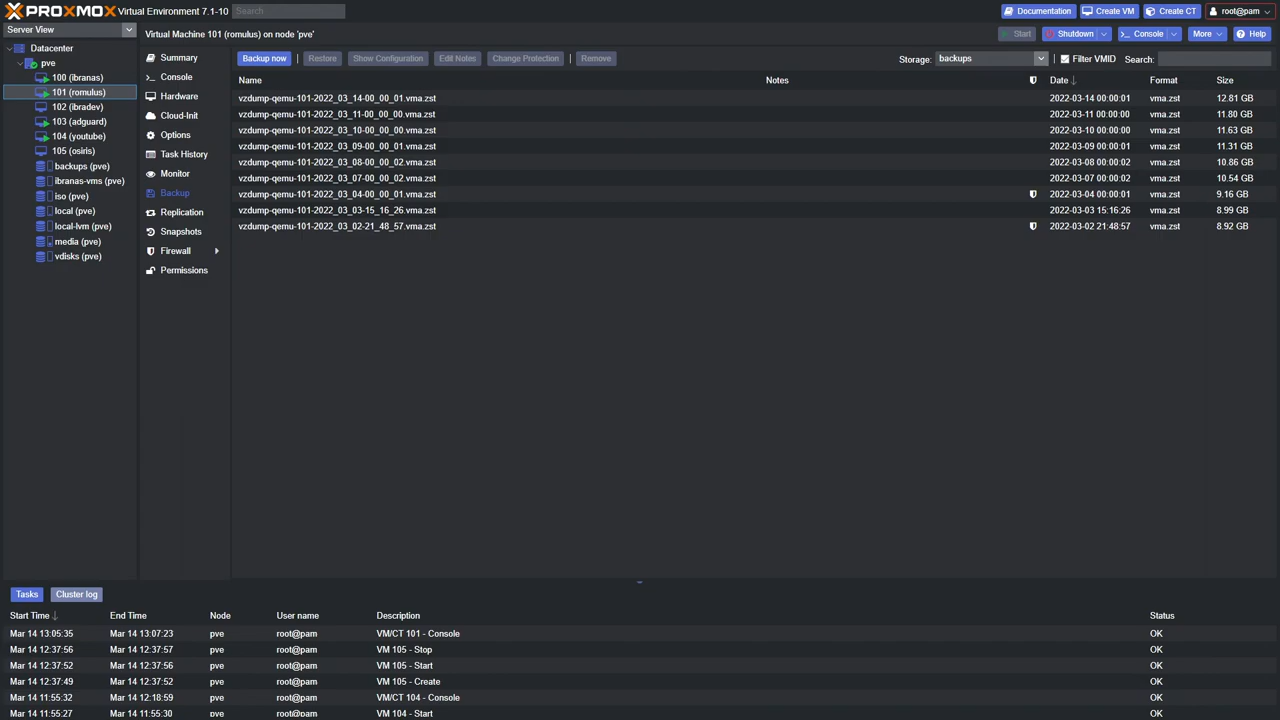 PROXMOX Virtual Environment 7.1-10 Search Documentation Create VM Create CT root@pam
Server View
Virtual Machine 101 (romulus) on node 'pve' Start Shutdown Console More Help
Datacenter
pve
100 (ibranas)
101 (romulus)
102 (ibradev)
103 (adguard)
104 (youtube)
105 (osiris)
backups (pve)
ibranas-vms (pve)
iso (pve)
local (pve)
local-lvm (pve)
media (pve)
vdisks (pve)
Summary
Console
Hardware
Cloud-Init
Options
Task History
Monitor
Backup
Replication
Snapshots
Firewall
Permissions
Backup now Restore Show Configuration Edit Notes Change Protection Remove Storage: backups Filter VMID Search:
Name Notes Date Format Size
vzdump-qemu-101-2022_03_14-00_00_01.vma.zst 2022-03-14 00:00:01 vma.zst 12.81 GB
vzdump-qemu-101-2022_03_11-00_00_00.vma.zst 2022-03-11 00:00:00 vma.zst 11.80 GB
vzdump-qemu-101-2022_03_10-00_00_00.vma.zst 2022-03-10 00:00:00 vma.zst 11.63 GB
vzdump-qemu-101-2022_03_09-00_00_01.vma.zst 2022-03-09 00:00:01 vma.zst 11.31 GB
vzdump-qemu-101-2022_03_08-00_00_02.vma.zst 2022-03-08 00:00:02 vma.zst 10.86 GB
vzdump-qemu-101-2022_03_07-00_00_02.vma.zst 2022-03-07 00:00:02 vma.zst 10.54 GB
vzdump-qemu-101-2022_03_04-00_00_01.vma.zst 2022-03-04 00:00:01 vma.zst 9.16 GB
vzdump-qemu-101-2022_03_03-15_16_26.vma.zst 2022-03-03 15:16:26 vma.zst 8.99 GB
vzdump-qemu-101-2022_03_02-21_48_57.vma.zst 2022-03-02 21:48:57 vma.zst 8.92 GB
Tasks Cluster log
Start Time End Time Node User name Description Status
Mar 14 13:05:35 Mar 14 13:07:23 pve root@pam VM/CT 101 - Console OK
Mar 14 12:37:56 Mar 14 12:37:57 pve root@pam VM 105 - Stop OK
Mar 14 12:37:52 Mar 14 12:37:56 pve root@pam VM 105 - Start OK
Mar 14 12:37:49 Mar 14 12:37:52 pve root@pam VM 105 - Create OK
Mar 14 11:55:32 Mar 14 12:18:59 pve root@pam VM/CT 104 - Console OK
Mar 14 11:55:27 Mar 14 11:55:30 pve root@pam VM 104 - Start OK